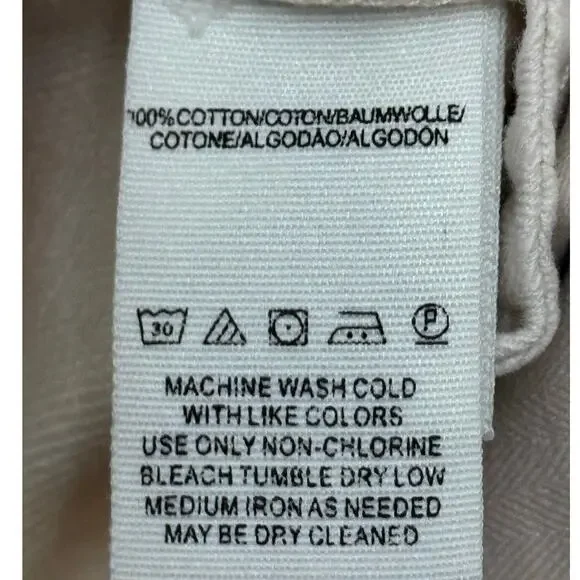 100% COTTON/COTON/BAUMWOLLE/
COTONE/ALGODÃO/ALGODÓN
30 P
MACHINE WASH COLD
WITH LIKE COLORS
USE ONLY NON-CHLORINE
BLEACH TUMBLE DRY LOW
MEDIUM IRON AS NEEDED
MAY BE DRY CLEANED